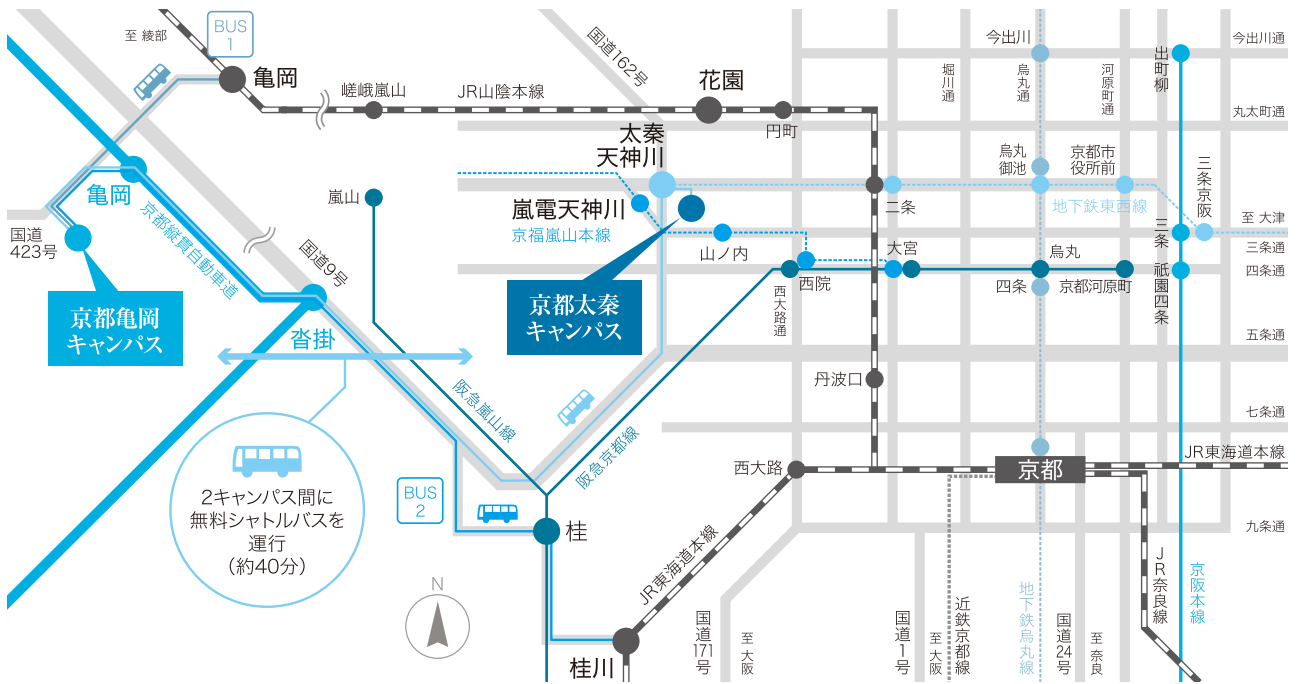 至 綾部
BUS
1
亀岡
嵯峨嵐山
JR山陰本線
国道162号
花園
円町
太秦
天神川
嵐山
嵐電天神川
京福嵐山本線
山ノ内
西院
二条
大宮
今出川
堀川通
烏丸通
河原町通
出町柳
今出川通
丸太町通
烏丸
御池
京都市
役所前
地下鉄東西線
三条京阪
至 大津
三条通
三条
烏丸
四条
京都河原町
祇園四条
四条通
五条通
七条通
九条通
亀岡
国道
423号
京都縦貫自動車道
国道9号
京都亀岡
キャンパス
沓掛
京都太秦
キャンパス
西大路通
丹波口
阪急嵐山線
阪急京都線
2キャンパス間に
無料シャトルバスを
運行
（約40分）
BUS
2
桂
N
桂川
JR東海道本線
西大路
京都
JR東海道本線
国道171号
至 大阪
国道1号
至 大阪
近鉄京都線
地下鉄烏丸線
国道24号
至 奈良
JR奈良線
京阪本線